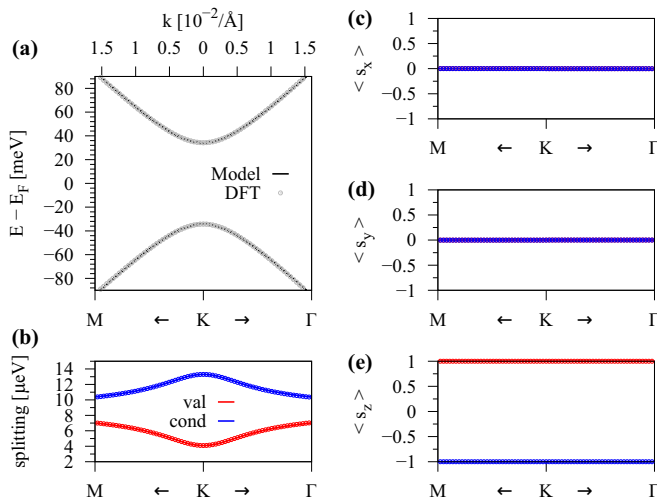 k [10⁻²/Å]
(a)
1.5 1 0.5 0 0.5 1 1.5
E − E_F [meV]
80
60
40
20
0
−20
−40
−60
−80
Model
DFT
M ← K → Γ
(b)
splitting [μeV]
14
12
10
8
6
4
2
val
cond
M ← K → Γ
(c)
< s_x >
1
0.5
0
−0.5
−1
M ← K → Γ
(d)
< s_y >
1
0.5
0
−0.5
−1
M ← K → Γ
(e)
< s_z >
1
0.5
0
−0.5
−1
M ← K → Γ